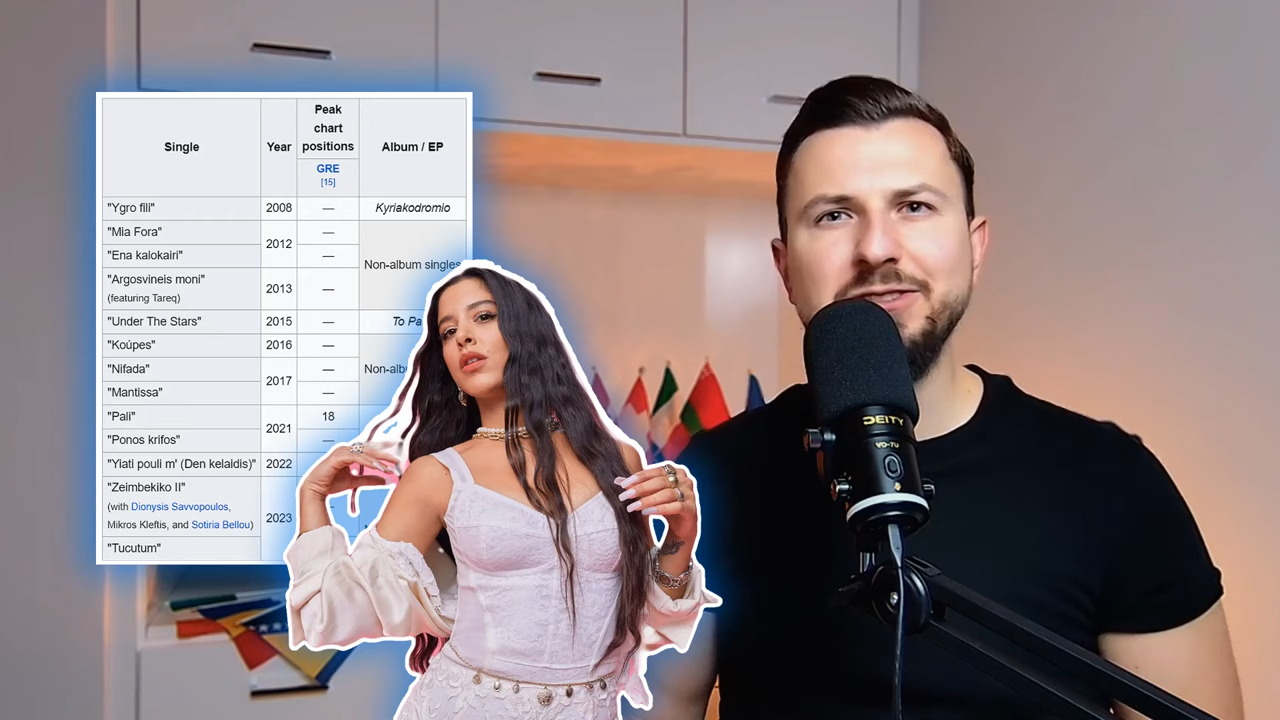 Single
Year
Peak
chart
positions
Album / EP
GRE
[15]
"Ygro fili"
2008
—
Kyriakodromio
"Mia Fora"
2012
—
"Ena kalokairi"
—
Non-album singles
"Argosvineis moni"
(featuring Tareq)
2013
—
"Under The Stars"
2015
—
To Pa
"Koúpes"
2016
—
"Nifada"
2017
—
Non-alb
"Mantissa"
—
"Pali"
2021
18
"Ponos krifos"
—
"Yiati pouli m' (Den kelaidis)"
2022
—
"Zeimbekiko II"
(with Dionysis Savvopoulos,
Mikros Kleftis, and Sotiria Bellou)
2023
"Tucutum"
DEITY
VO-7U